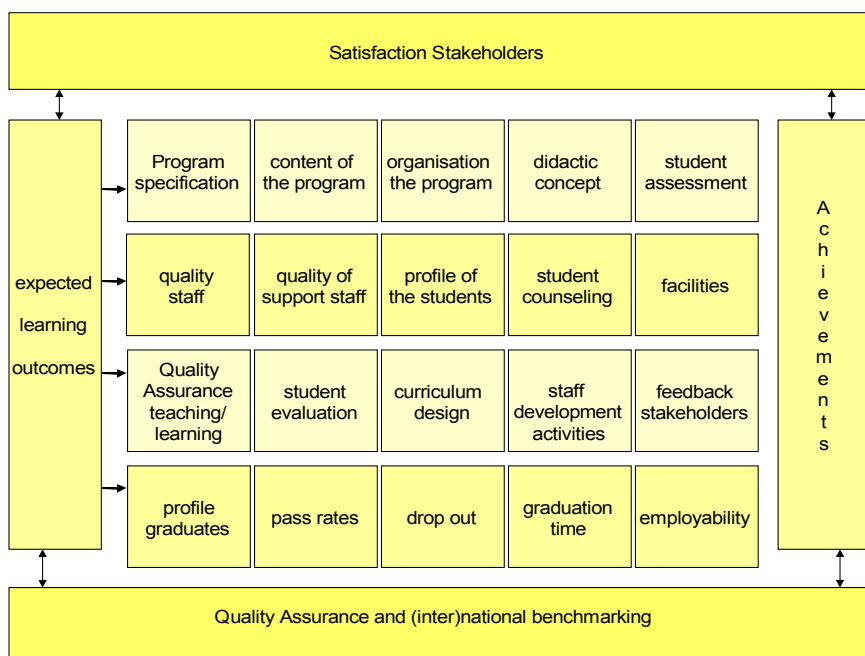 Satisfaction Stakeholders
expected
learning
outcomes
Program
specification
content of
the program
organisation
the program
didactic
concept
student
assessment
quality
staff
quality of
support staff
profile of
the students
student
counseling
facilities
Quality
Assurance
teaching/
learning
student
evaluation
curriculum
design
staff
development
activities
feedback
stakeholders
profile
graduates
pass rates
drop out
graduation
time
employability
A
c
h
i
e
v
e
m
e
n
t
s
Quality Assurance and (inter)national benchmarking